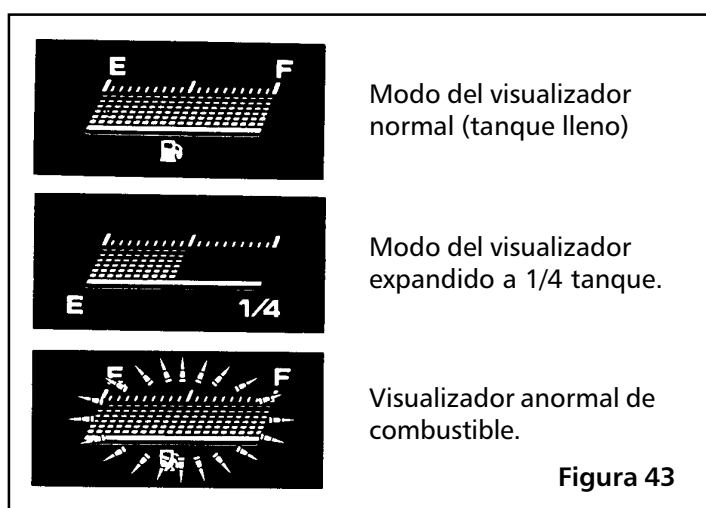 E F
Modo del visualizador
normal (tanque lleno)
E 1/4
Modo del visualizador
expandido a 1/4 tanque.
E F
Visualizador anormal de
combustible.
Figura 43